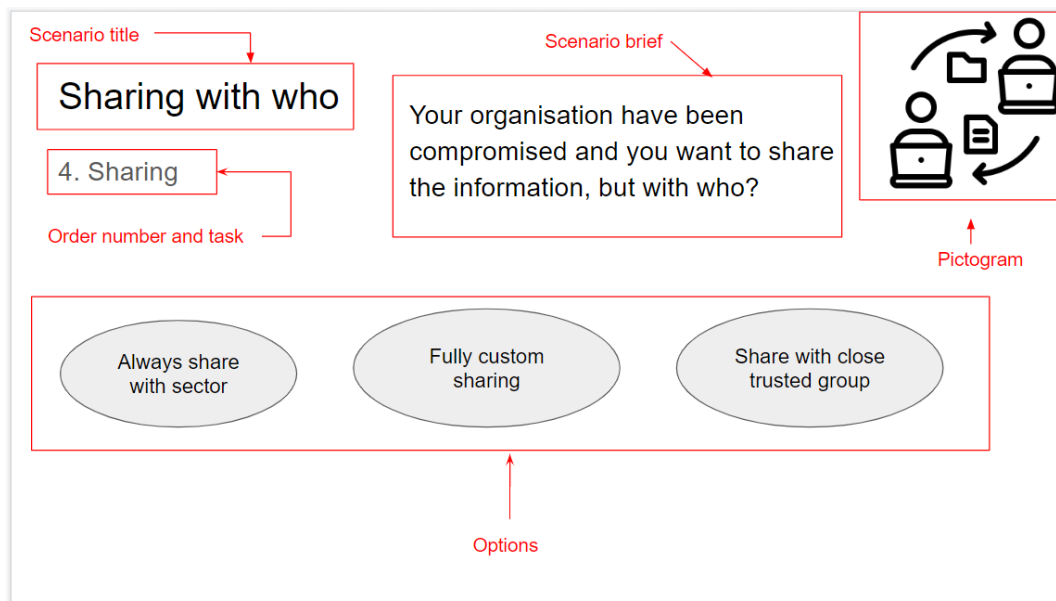 Scenario title
Scenario brief
Sharing with who
Your organisation have been
compromised and you want to share
the information, but with who?
4. Sharing
Order number and task
Pictogram
Always share
with sector
Fully custom
sharing
Share with close
trusted group
Options